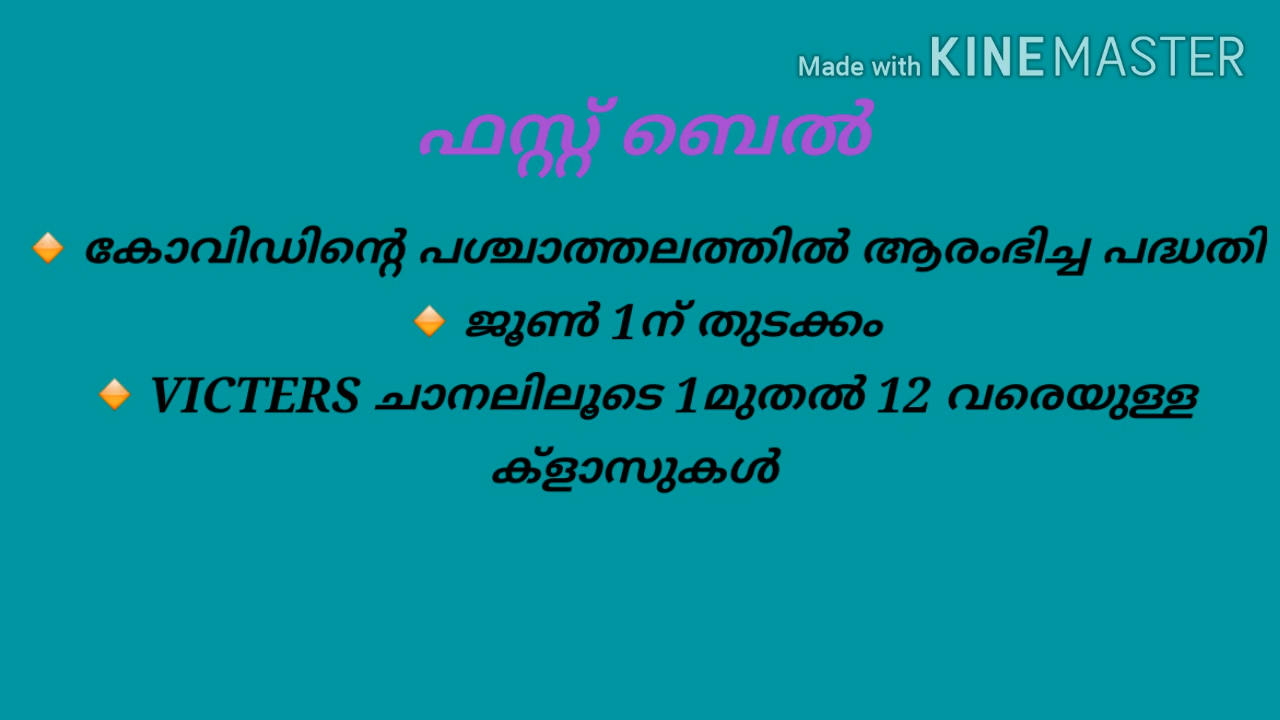 Made with KINEMASTER
ഫസ്റ്റ് ബെൽ
🔸 കോവിഡിന്റെ പശ്ചാത്തലത്തിൽ ആരംഭിച്ച പദ്ധതി
🔸 ജൂൺ 1ന് തുടക്കം
🔸 VICTERS ചാനലിലൂടെ 1മുതൽ 12 വരെയുള്ള
ക്ളാസുകൾ